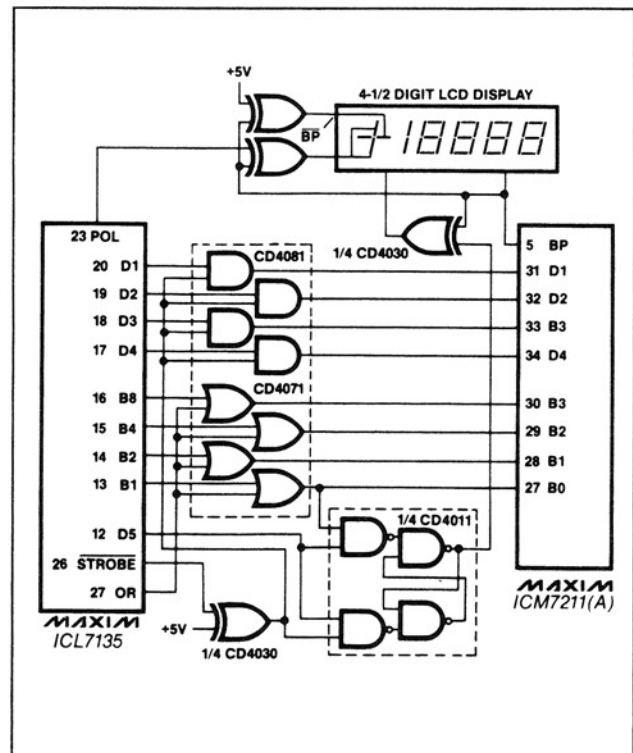 +5V
4-1/2 DIGIT LCD DISPLAY
BP
18888
23 POL
1/4 CD4030
CD4081
5 BP
20 D1
31 D1
19 D2
32 D2
18 D3
33 B3
17 D4
34 D4
CD4071
16 B8
30 B3
15 B4
29 B2
14 B2
28 B1
13 B1
27 B0
1/4 CD4011
12 D5
26 STROBE
27 OR
MAXIM
ICL7135
+5V
1/4 CD4030
MAXIM
ICM7211(A)